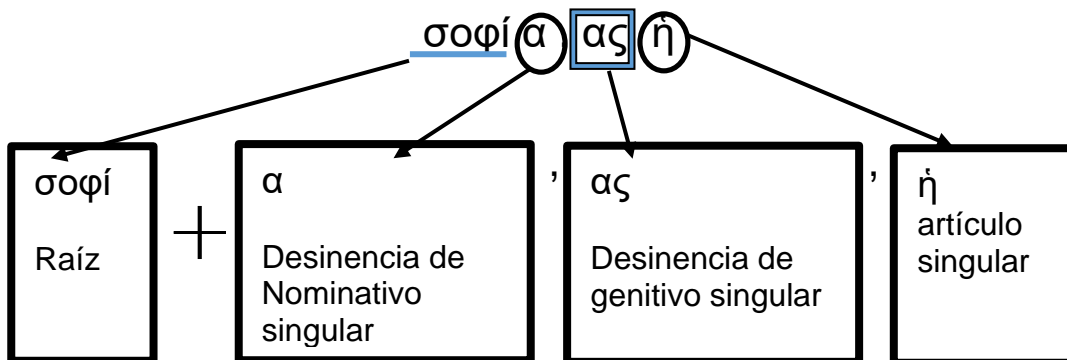 σοφί α ας ἡ
σοφί
Raíz
+
α
Desinencia de
Nominativo
singular
,
ας
Desinencia de
genitivo singular
,
ἡ
artículo
singular